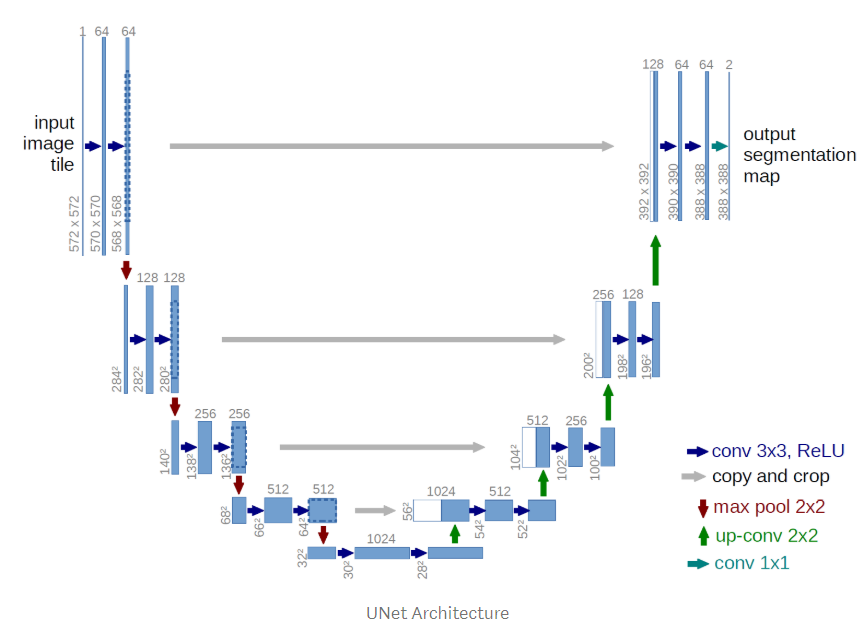 1 64 64
128 64 64 2
input
image
tile
output
segmentation
map
572 x 572
570 x 570
568 x 568
392 x 392
390 x 390
388 x 388
388 x 388
128 128
256 128
284²
282²
280²
200²
198²
196²
256 256
512 256
140²
138²
136²
104²
102²
100²
conv 3x3, ReLU
copy and crop
max pool 2x2
up-conv 2x2
conv 1x1
512 512
1024 512
68²
66²
64²
56²
54²
52²
1024
32²
30²
28²
UNet Architecture